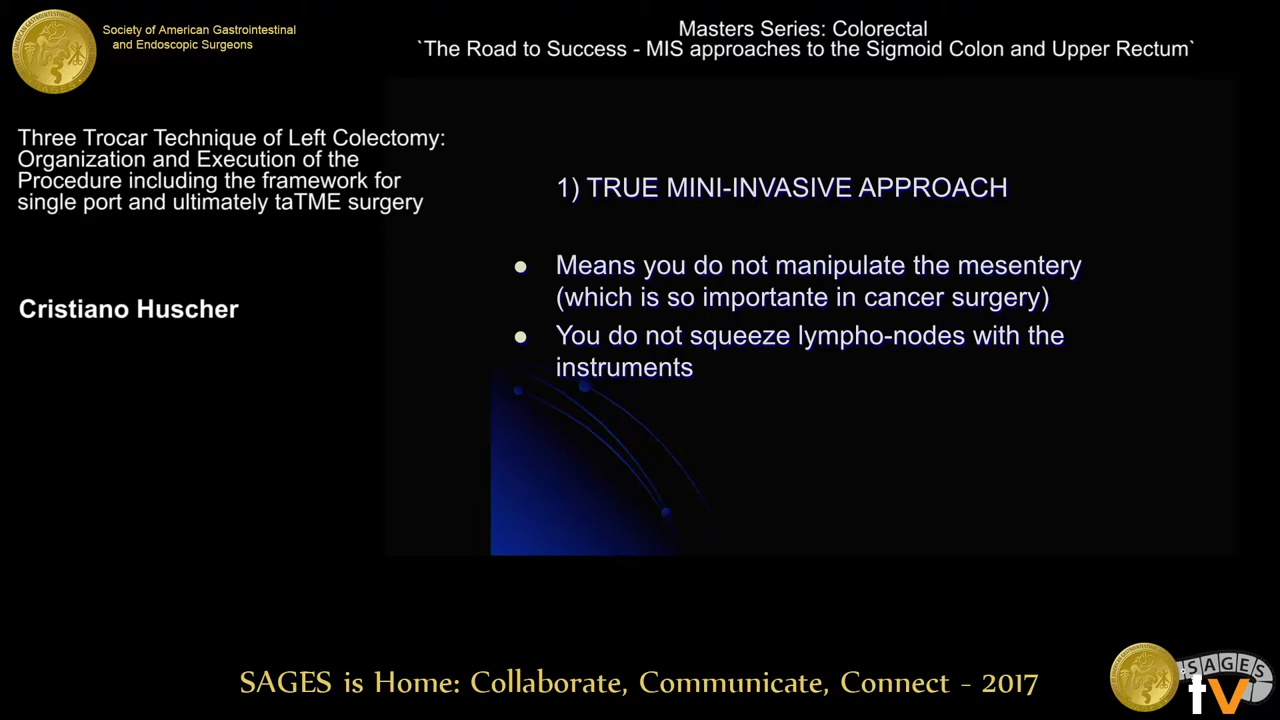 Society of American Gastrointestinal
and Endoscopic Surgeons
Masters Series: Colorectal
`The Road to Success - MIS approaches to the Sigmoid Colon and Upper Rectum`
Three Trocar Technique of Left Colectomy:
Organization and Execution of the
Procedure including the framework for
single port and ultimately taTME surgery
Cristiano Huscher
1) TRUE MINI-INVASIVE APPROACH
● Means you do not manipulate the mesentery
(which is so importante in cancer surgery)
● You do not squeeze lympho-nodes with the
instruments
SAGES is Home: Collaborate, Communicate, Connect - 2017
SAGES
tv